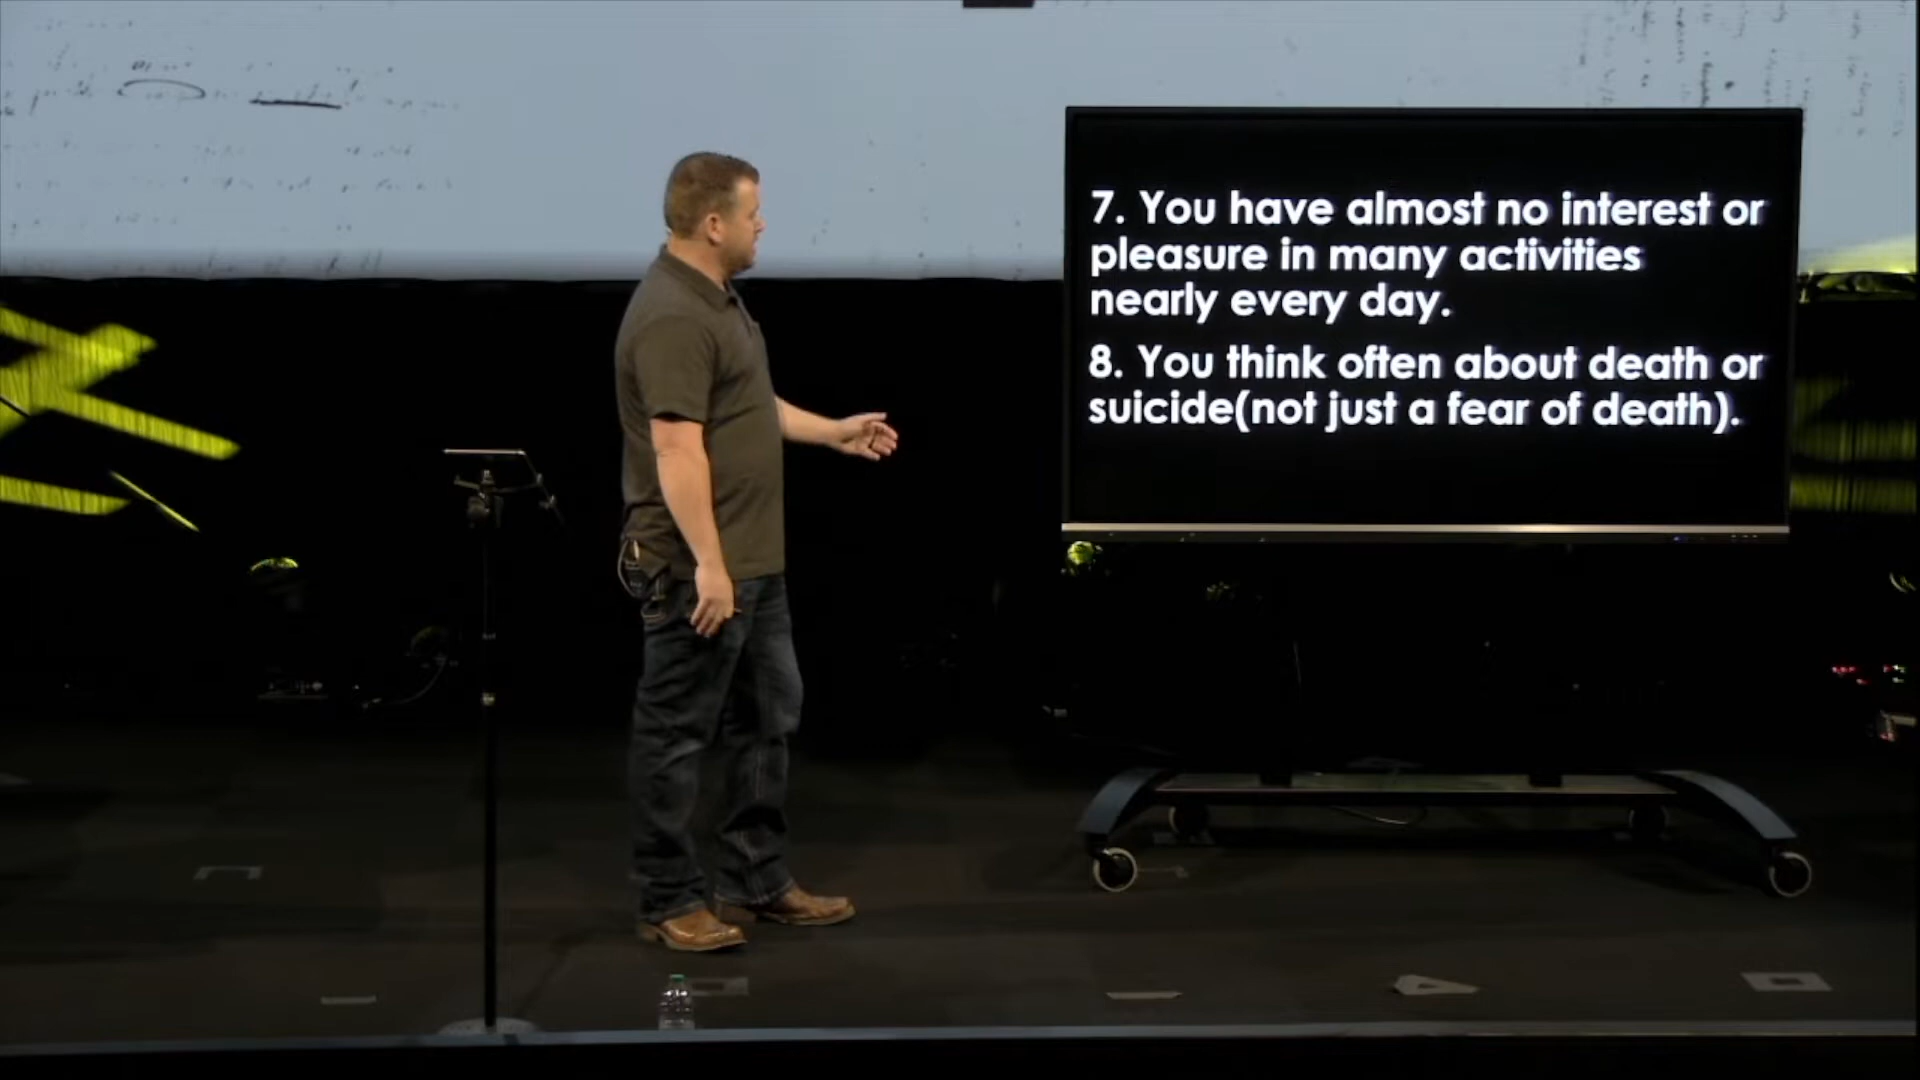 7. You have almost no interest or
pleasure in many activities
nearly every day.
8. You think often about death or
suicide(not just a fear of death).